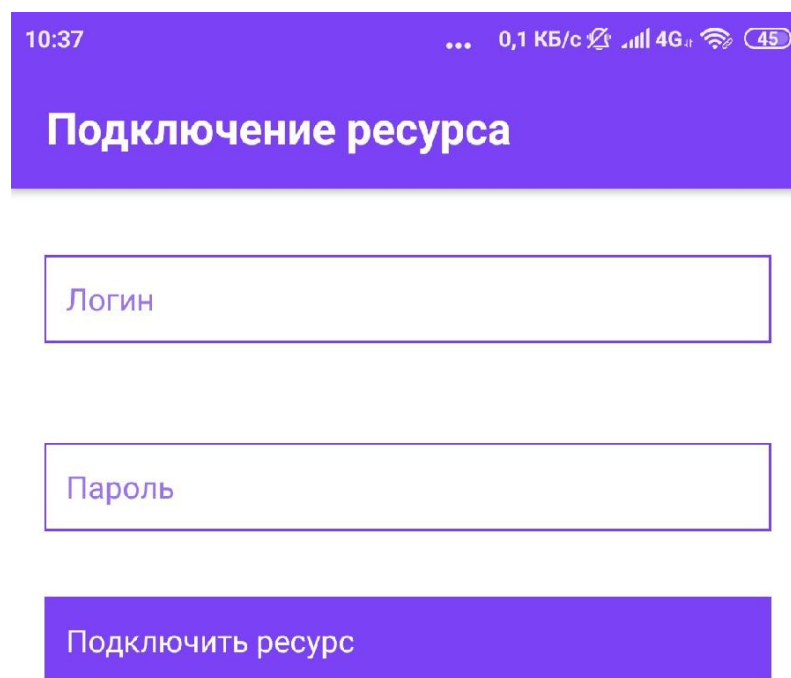 10:37 ... 0,1 КБ/с 4G 45
Подключение ресурса
Логин
Пароль
Подключить ресурс